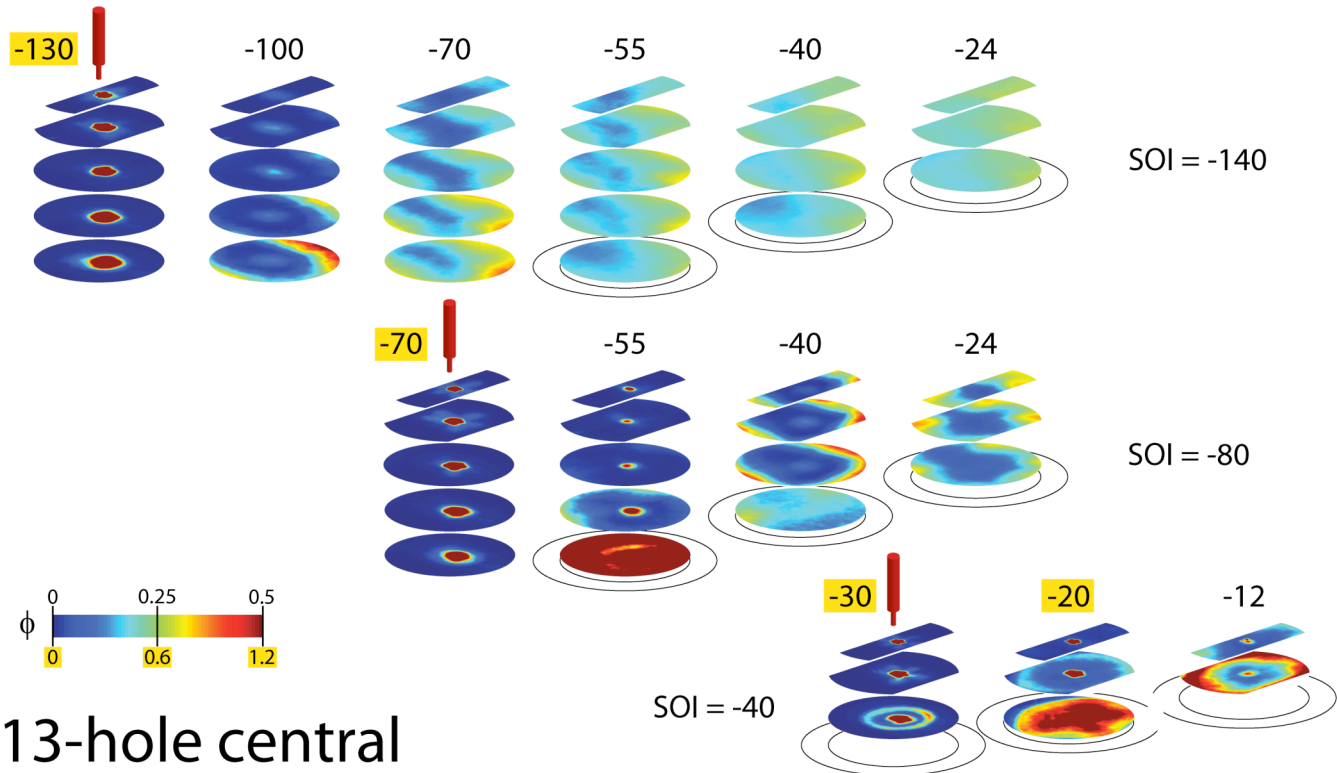 -130 -100 -70 -55 -40 -24
SOI = -140
-70 -55 -40 -24
SOI = -80
-30 -20 -12
0 0.25 0.5
ϕ
0 0.6 1.2
SOI = -40
13-hole central